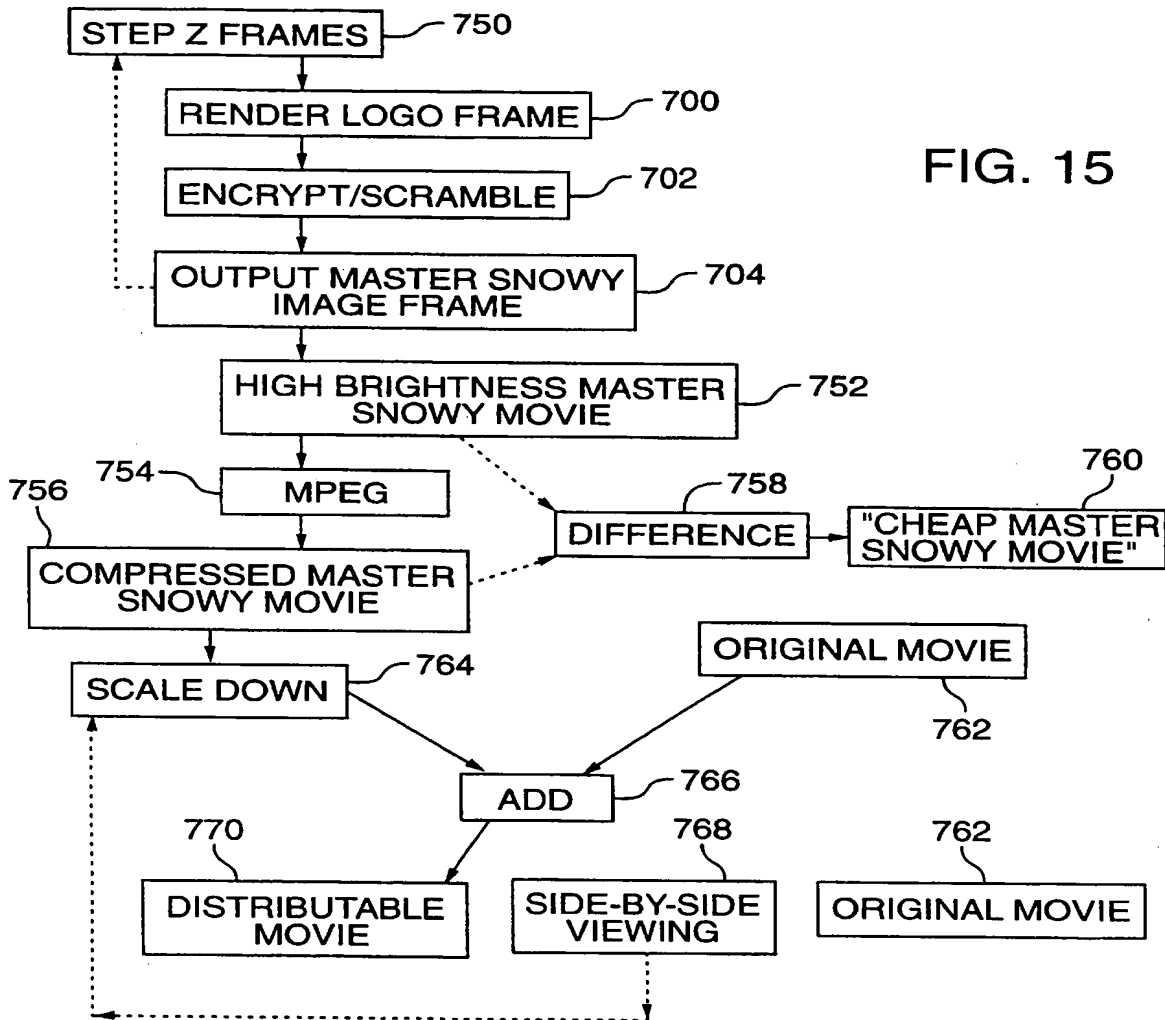 STEP Z FRAMES
750
RENDER LOGO FRAME
700
ENCRYPT/SCRAMBLE
702
FIG. 15
OUTPUT MASTER SNOWY
IMAGE FRAME
704
HIGH BRIGHTNESS MASTER
SNOWY MOVIE
752
754
MPEG
756
COMPRESSED MASTER
SNOWY MOVIE
758
DIFFERENCE
760
"CHEAP MASTER
SNOWY MOVIE"
SCALE DOWN
764
ORIGINAL MOVIE
762
ADD
766
770
DISTRIBUTABLE
MOVIE
768
SIDE-BY-SIDE
VIEWING
762
ORIGINAL MOVIE